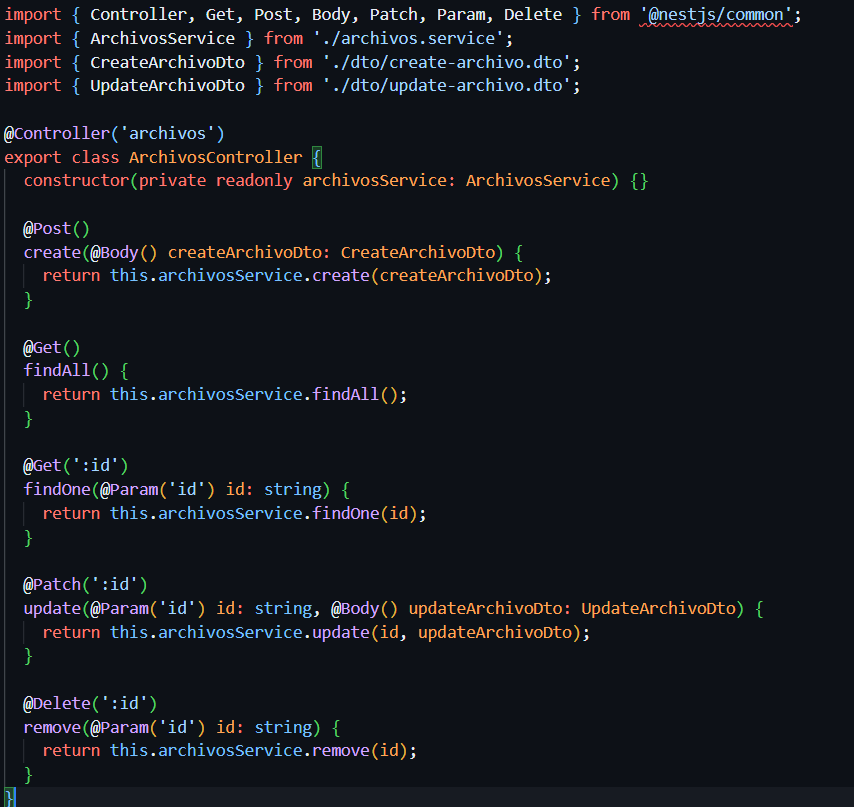 import { Controller, Get, Post, Body, Patch, Param, Delete } from '@nestjs/common';
import { ArchivosService } from './archivos.service';
import { CreateArchivoDto } from './dto/create-archivo.dto';
import { UpdateArchivoDto } from './dto/update-archivo.dto';

@Controller('archivos')
export class ArchivosController {
  constructor(private readonly archivosService: ArchivosService) {}

  @Post()
  create(@Body() createArchivoDto: CreateArchivoDto) {
    return this.archivosService.create(createArchivoDto);
  }

  @Get()
  findAll() {
    return this.archivosService.findAll();
  }

  @Get(':id')
  findOne(@Param('id') id: string) {
    return this.archivosService.findOne(id);
  }

  @Patch(':id')
  update(@Param('id') id: string, @Body() updateArchivoDto: UpdateArchivoDto) {
    return this.archivosService.update(id, updateArchivoDto);
  }

  @Delete(':id')
  remove(@Param('id') id: string) {
    return this.archivosService.remove(id);
  }
}